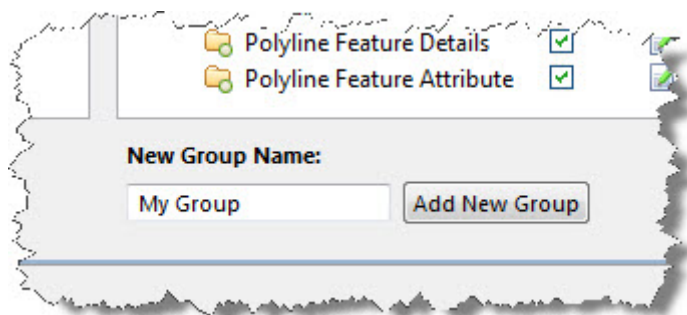 Polyline Feature Details
Polyline Feature Attribute
New Group Name:
My Group Add New Group